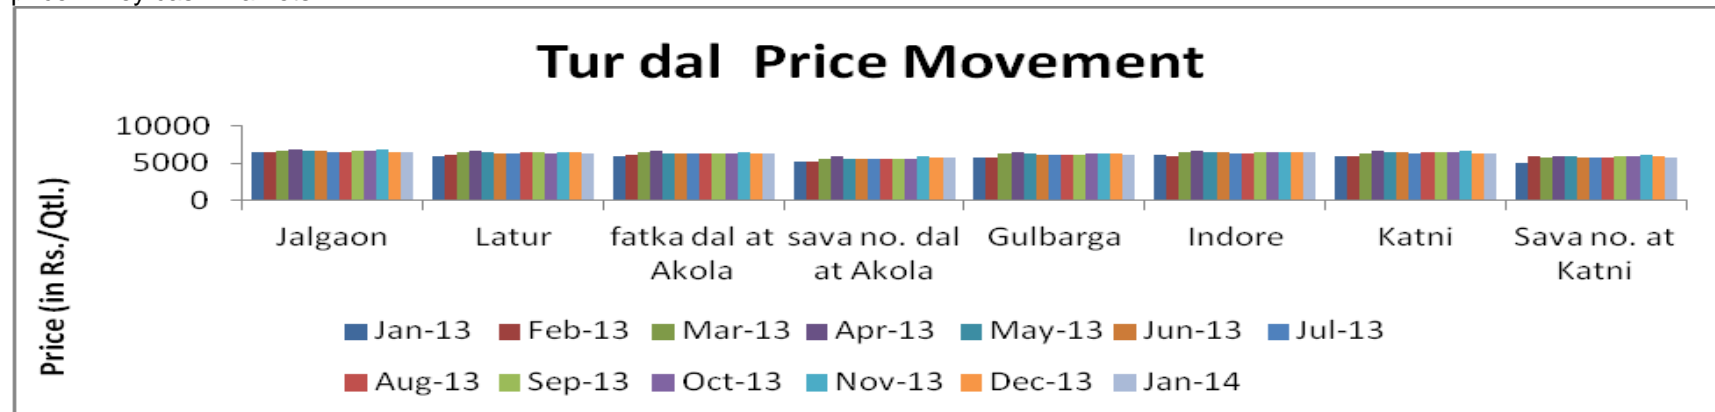 Tur dal Price Movement
10000
5000
0
Price (in Rs./Qtl.)
Jalgaon
Latur
fatka dal at
Akola
sava no. dal
at Akola
Gulbarga
Indore
Katni
Sava no. at
Katni
Jan-13 Feb-13 Mar-13 Apr-13 May-13 Jun-13 Jul-13
Aug-13 Sep-13 Oct-13 Nov-13 Dec-13 Jan-14